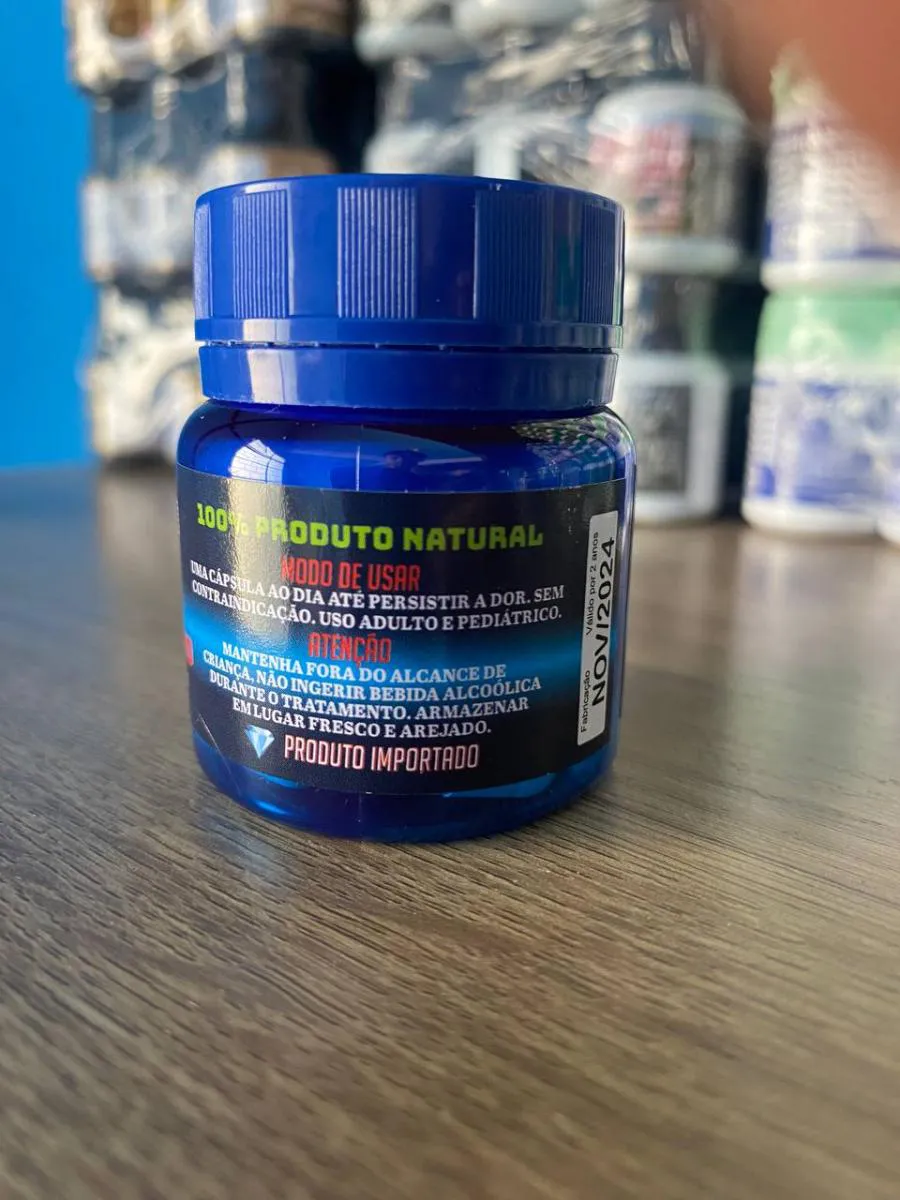 100% PRODUTO NATURAL
MODO DE USAR
UMA CÁPSULA AO DIA ATÉ PERSISTIR A DOR. SEM
CONTRAINDICAÇÃO. USO ADULTO E PEDIÁTRICO.
ATENÇÃO
MANTENHA FORA DO ALCANCE DE
CRIANÇA, NÃO INGERIR BEBIDA ALCOÓLICA
DURANTE O TRATAMENTO. ARMAZENAR
EM LUGAR FRESCO E AREJADO.
PRODUTO IMPORTADO
Fabricação Válido por 2 anos
NOV/2024